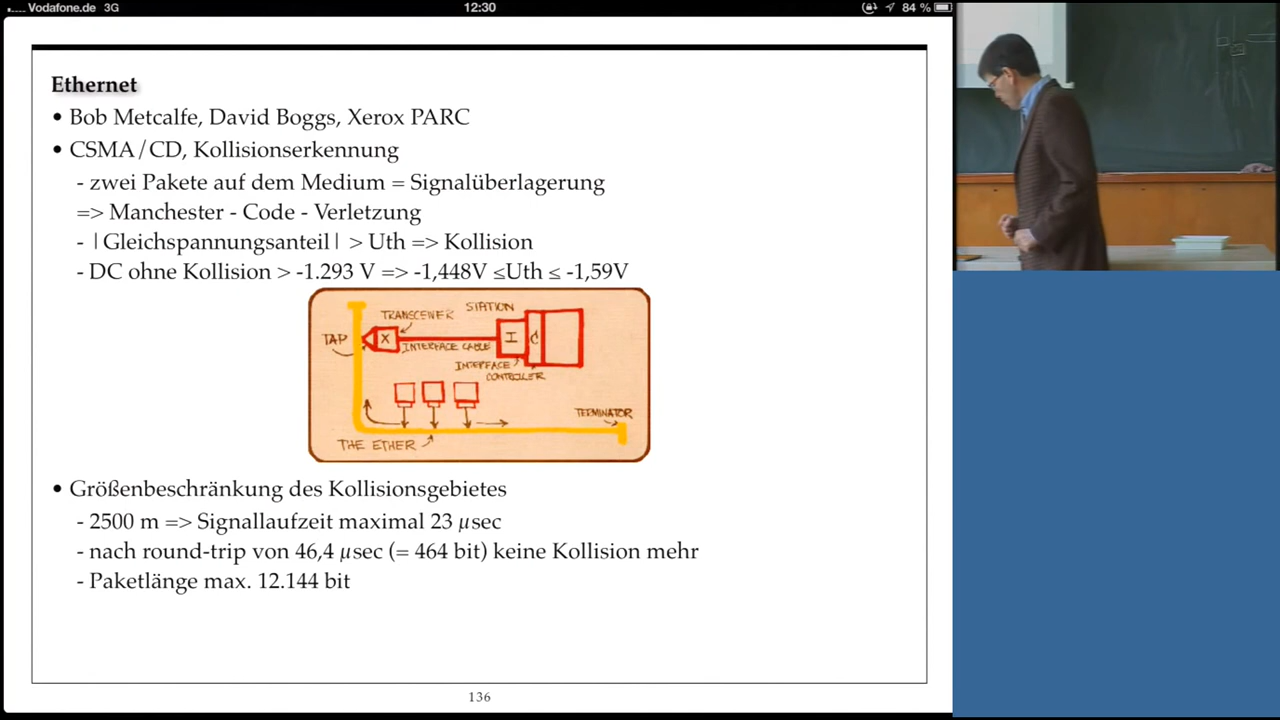 ..... Vodafone.de 3G 12:30 84 %
Ethernet
• Bob Metcalfe, David Boggs, Xerox PARC
• CSMA/CD, Kollisionserkennung
- zwei Pakete auf dem Medium = Signalüberlagerung
=> Manchester - Code - Verletzung
- |Gleichspannungsanteil| > Uth => Kollision
- DC ohne Kollision > -1.293 V => -1,448V ≤Uth ≤ -1,59V
STATION
TRANSCEIVER
TAP
X
I
C
INTERFACE CABLE
INTERFACE
CONTROLLER
TERMINATOR
THE ETHER
• Größenbeschränkung des Kollisionsgebietes
- 2500 m => Signallaufzeit maximal 23 µsec
- nach round-trip von 46,4 µsec (= 464 bit) keine Kollision mehr
- Paketlänge max. 12.144 bit
136